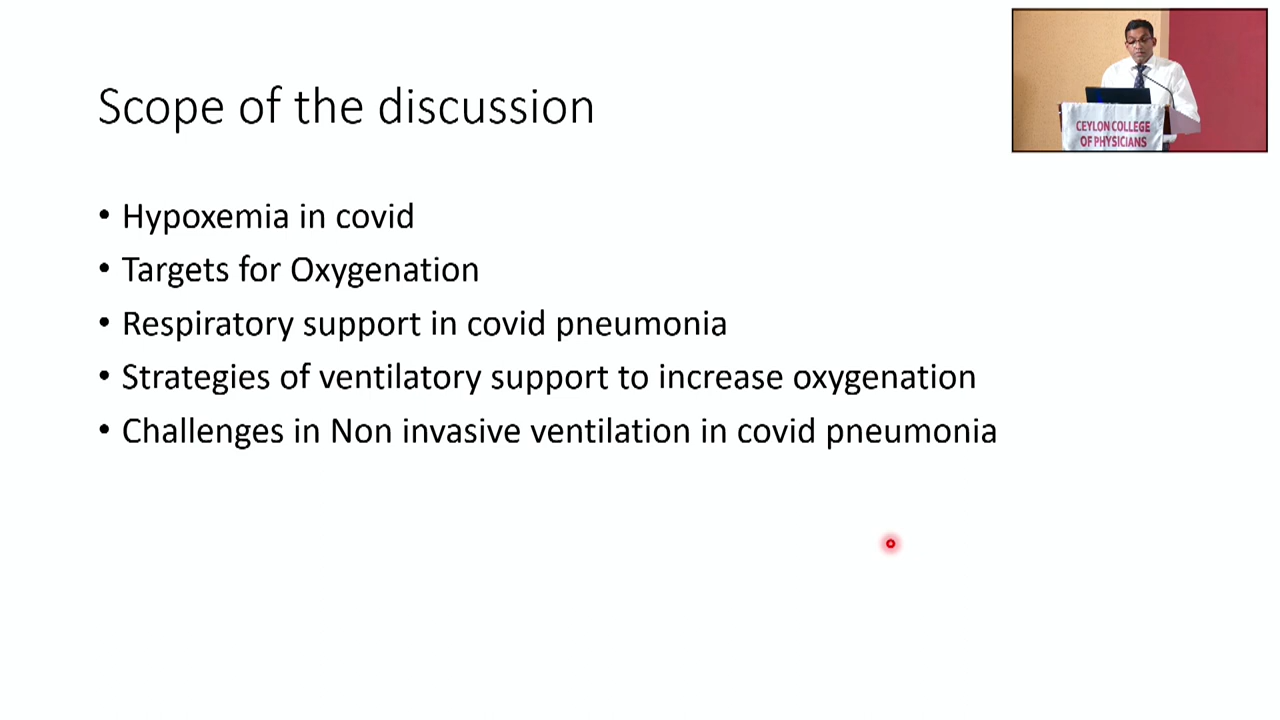 Scope of the discussion
CEYLON COLLEGE
OF PHYSICIANS
• Hypoxemia in covid
• Targets for Oxygenation
• Respiratory support in covid pneumonia
• Strategies of ventilatory support to increase oxygenation
• Challenges in Non invasive ventilation in covid pneumonia